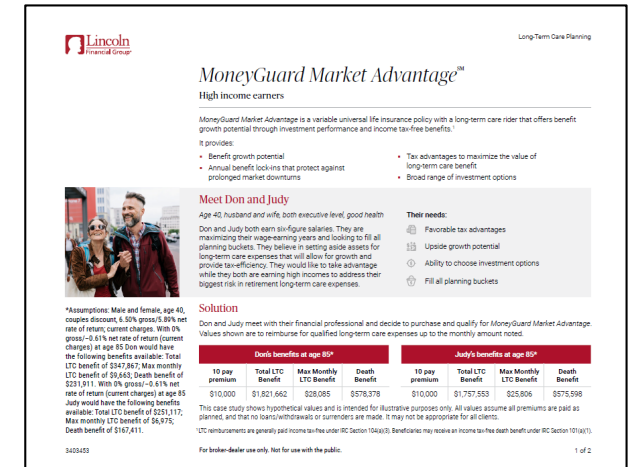 Lincoln
Financial Group®
Long-Term Care Planning
MoneyGuard Market Advantage℠
High income earners
MoneyGuard Market Advantage is a variable universal life insurance policy with a long-term care rider that offers benefit
growth potential through investment performance and income tax-free benefits.¹
It provides:
• Benefit growth potential
• Annual benefit lock-ins that protect against
prolonged market downturns
• Tax advantages to maximize the value of
long-term care benefit
• Broad range of investment options
Meet Don and Judy
Age 40, husband and wife, both executive level, good health
Don and Judy both earn six-figure salaries. They are
maximizing their wage-earning years and looking to fill all
planning buckets. They believe in setting aside assets for
long-term care expenses that will allow for growth and
provide tax-efficiency. They would like to take advantage
while they both are earning high incomes to address their
biggest risk in retirement long-term care expenses.
Their needs:
Favorable tax advantages
Upside growth potential
Ability to choose investment options
Fill all planning buckets
*Assumptions: Male and female, age 40,
couples discount, 6.50% gross/5.89% net
rate of return; current charges. With 0%
gross/–0.61% net rate of return (current
charges) at age 85 Don would have
the following benefits available: Total
LTC benefit of $347,867; Max monthly
LTC benefit of $9,663; Death benefit of
$231,911. With 0% gross/–0.61% net
rate of return (current charges) at age 85
Judy would have the following benefits
available: Total LTC benefit of $251,117;
Max monthly LTC benefit of $6,975;
Death benefit of $167,411.
Solution
Don and Judy meet with their financial professional and decide to purchase and qualify for MoneyGuard Market Advantage.
Values shown are to reimburse for qualified long-term care expenses up to the monthly amount noted.
Don's benefits at age 85*
10 pay premium Total LTC Benefit Max Monthly LTC Benefit Death Benefit
$10,000 $1,821,662 $28,085 $578,378
Judy's benefits at age 85*
10 pay premium Total LTC Benefit Max Monthly LTC Benefit Death Benefit
$10,000 $1,757,553 $25,806 $575,598
This case study shows hypothetical values and is intended for illustrative purposes only. All values assume all premiums are paid as
planned, and that no loans/withdrawals or surrenders are made. It may not be appropriate for all clients.
¹LTC reimbursements are generally paid income tax-free under IRC Section 104(a)(3). Beneficiaries may receive an income tax-free death benefit under IRC Section 101(a)(1).
3403453
For broker-dealer use only. Not for use with the public.
1 of 2